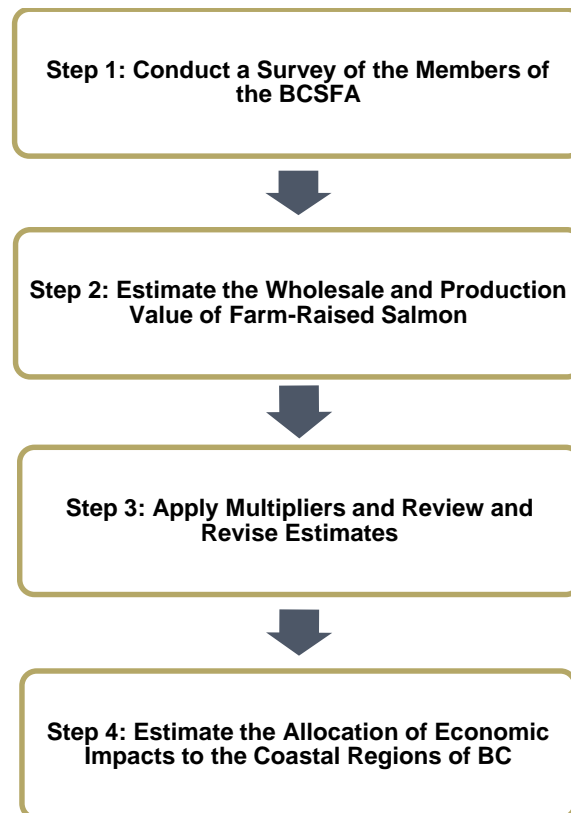 Step 1: Conduct a Survey of the Members of
the BCSFA
Step 2: Estimate the Wholesale and Production
Value of Farm-Raised Salmon
Step 3: Apply Multipliers and Review and
Revise Estimates
Step 4: Estimate the Allocation of Economic
Impacts to the Coastal Regions of BC